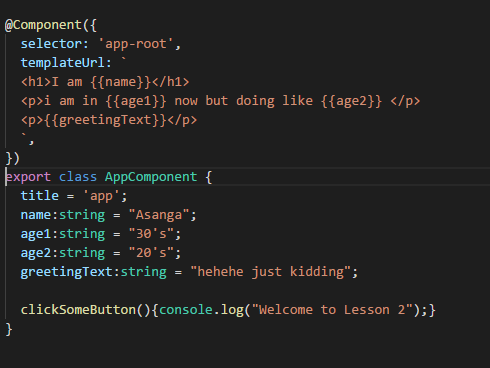 @Component({
  selector: 'app-root',
  templateUrl: `
  <h1>I am {{name}}</h1>
  <p>i am in {{age1}} now but doing like {{age2}} </p>
  <p>{{greetingText}}</p>
  `,
})
export class AppComponent {
  title = 'app';
  name:string = "Asanga";
  age1:string = "30's";
  age2:string = "20's";
  greetingText:string = "hehehe just kidding";

  clickSomeButton(){console.log("Welcome to Lesson 2");}
}